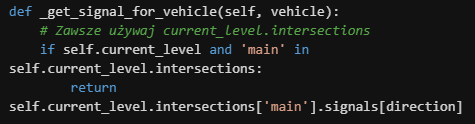 def _get_signal_for_vehicle(self, vehicle):
    # Zawsze używaj current_level.intersections
    if self.current_level and 'main' in
self.current_level.intersections:
        return
self.current_level.intersections['main'].signals[direction]